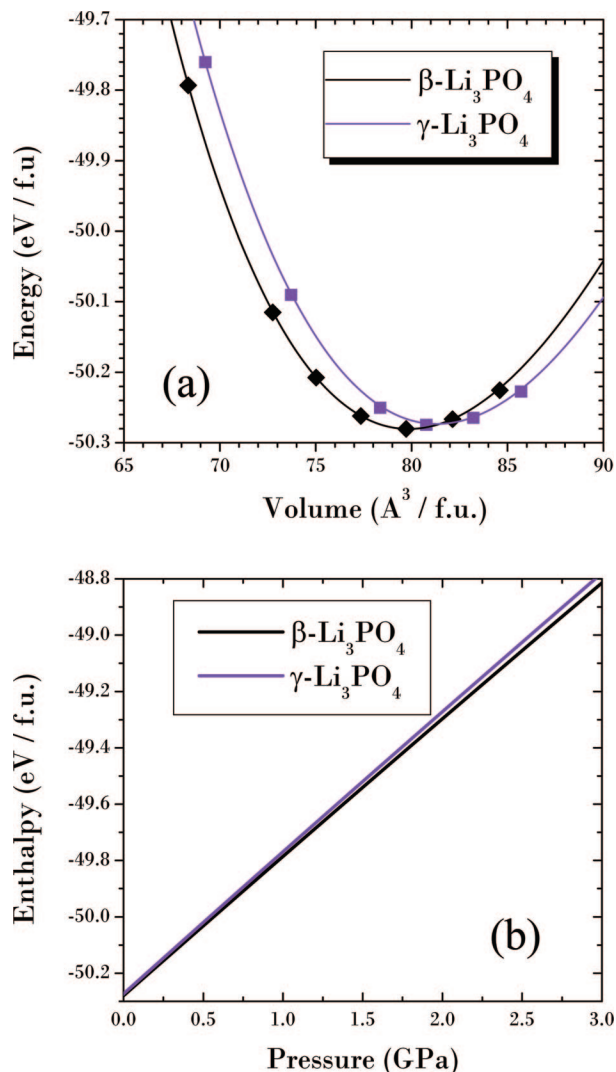 -49.7
-49.8
-49.9
-50.0
-50.1
-50.2
-50.3
Energy (eV / f.u)
β-Li₃PO₄
γ-Li₃PO₄
(a)
65 70 75 80 85 90
Volume (A³ / f.u.)
-48.8
-49.0
-49.2
-49.4
-49.6
-49.8
-50.0
-50.2
Enthalpy (eV / f.u.)
β-Li₃PO₄
γ-Li₃PO₄
(b)
0.0 0.5 1.0 1.5 2.0 2.5 3.0
Pressure (GPa)